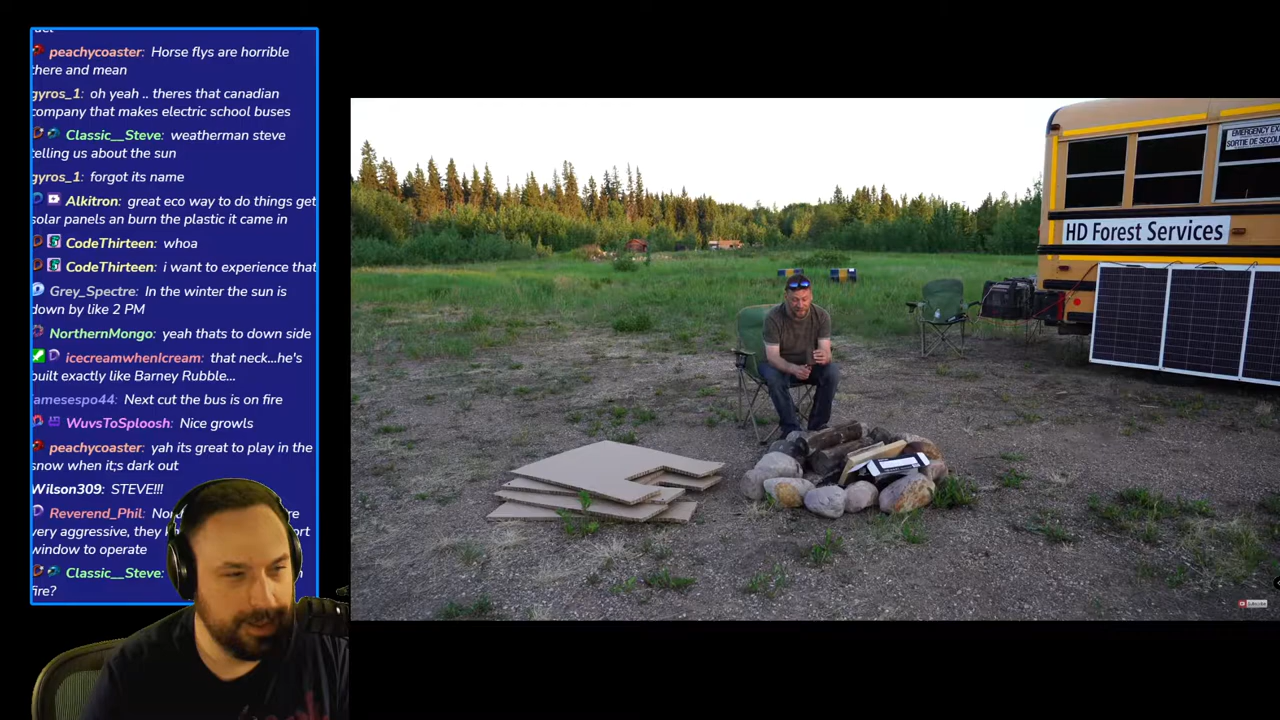 peachycoaster: Horse flys are horrible
there and mean
gyros_1: oh yeah .. theres that canadian
company that makes electric school buses
Classic__Steve: weatherman steve
telling us about the sun
gyros_1: forgot its name
Alkitron: great eco way to do things get
solar panels an burn the plastic it came in
CodeThirteen: whoa
CodeThirteen: i want to experience that
Grey_Spectre: In the winter the sun is
down by like 2 PM
NorthernMongo: yeah thats to down side
icecreamwhenIcream: that neck...he's
built exactly like Barney Rubble...
amesespo44: Next cut the bus is on fire
WuvsToSploosh: Nice growls
peachycoaster: yah its great to play in the
snow when it;s dark out
Wilson309: STEVE!!!
Reverend_Phil:
very aggressive, they
window to operate
Classic__Steve:
fire?
EMERGENCY
SORTIE DE
HD Forest Services
Subscribe